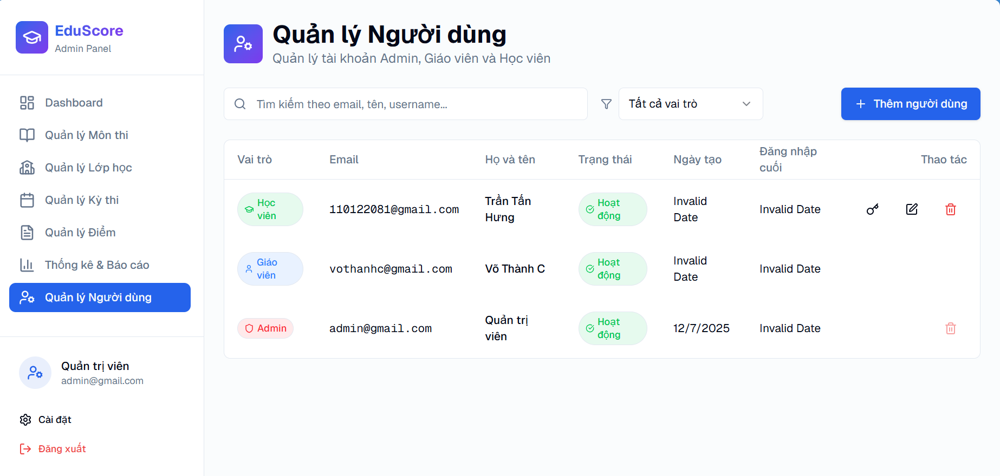 EduScore
Admin Panel
Dashboard
Quản lý Môn thi
Quản lý Lớp học
Quản lý Kỳ thi
Quản lý Điểm
Thống kê & Báo cáo
Quản lý Người dùng
Quản trị viên
admin@gmail.com
Cài đặt
Đăng xuất
Quản lý Người dùng
Quản lý tài khoản Admin, Giáo viên và Học viên
Tìm kiếm theo email, tên, username...
Tất cả vai trò
Thêm người dùng
Vai trò
Email
Họ và tên
Trạng thái
Ngày tạo
Đăng nhập
cuối
Thao tác
Học
viên
110122081@gmail.com
Trần Tấn
Hưng
Hoạt
động
Invalid
Date
Invalid Date
Giáo
viên
vothanhc@gmail.com
Võ Thành C
Hoạt
động
Invalid
Date
Invalid Date
Admin
admin@gmail.com
Quản trị
viên
Hoạt
động
12/7/2025
Invalid Date